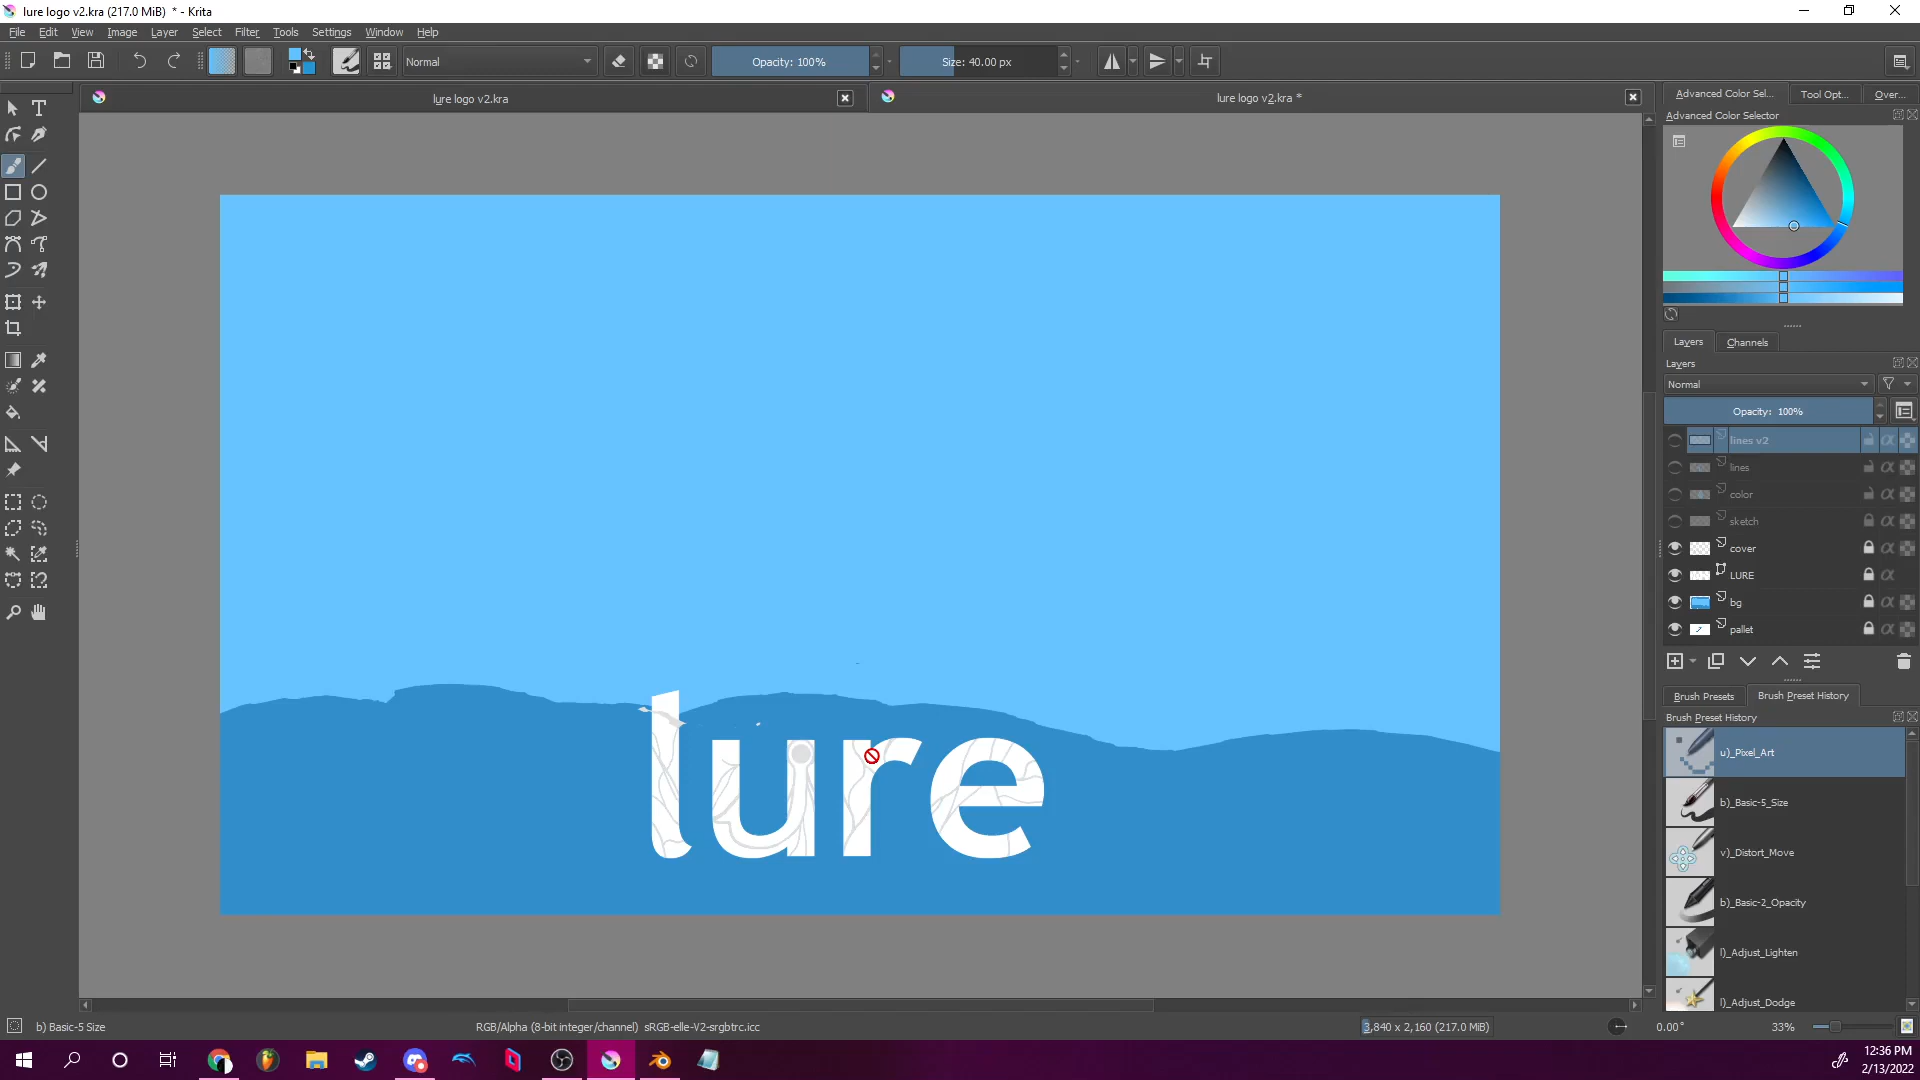 lure logo v2.kra (217.0 MiB) * - Krita
File Edit View Image Layer Select Filter Tools Settings Window Help
Normal Opacity: 100% Size: 40.00 px
lure logo v2.kra
lure logo v2.kra *
Advanced Color Sel... Tool Opt... Over...
Advanced Color Selector
Layers Channels
Layers
Normal
Opacity: 100%
lines v2
lines
color
sketch
cover
LURE
bg
pallet
Brush Presets Brush Preset History
Brush Preset History
u)_Pixel_Art
b)_Basic-5_Size
v)_Distort_Move
b)_Basic-2_Opacity
l)_Adjust_Lighten
l)_Adjust_Dodge
lure
b) Basic-5 Size RGB/Alpha (8-bit integer/channel) sRGB-elle-V2-srgbtrc.icc 3,840 x 2,160 (217.0 MiB) 0.00° 33%
12:36 PM
2/13/2022